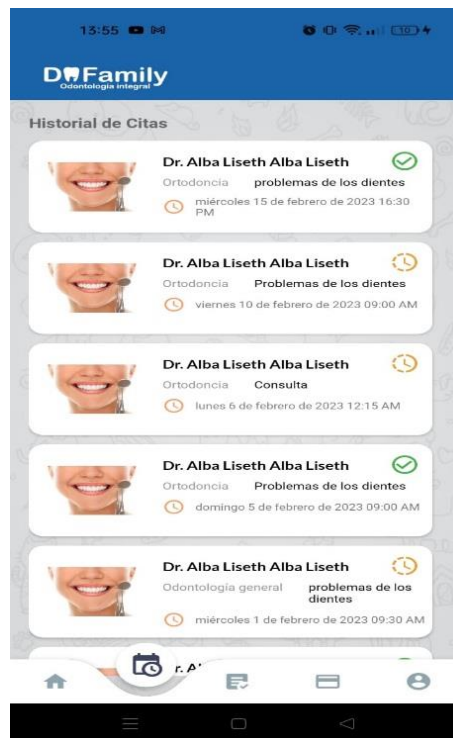 13:55
10
D Family
Odontología integral
Historial de Citas
Dr. Alba Liseth Alba Liseth
Ortodoncia problemas de los dientes
miércoles 15 de febrero de 2023 16:30
PM
Dr. Alba Liseth Alba Liseth
Ortodoncia Problemas de los dientes
viernes 10 de febrero de 2023 09:00 AM
Dr. Alba Liseth Alba Liseth
Ortodoncia Consulta
lunes 6 de febrero de 2023 12:15 AM
Dr. Alba Liseth Alba Liseth
Ortodoncia Problemas de los dientes
domingo 5 de febrero de 2023 09:00 AM
Dr. Alba Liseth Alba Liseth
Odontología general problemas de los
dientes
miércoles 1 de febrero de 2023 09:30 AM